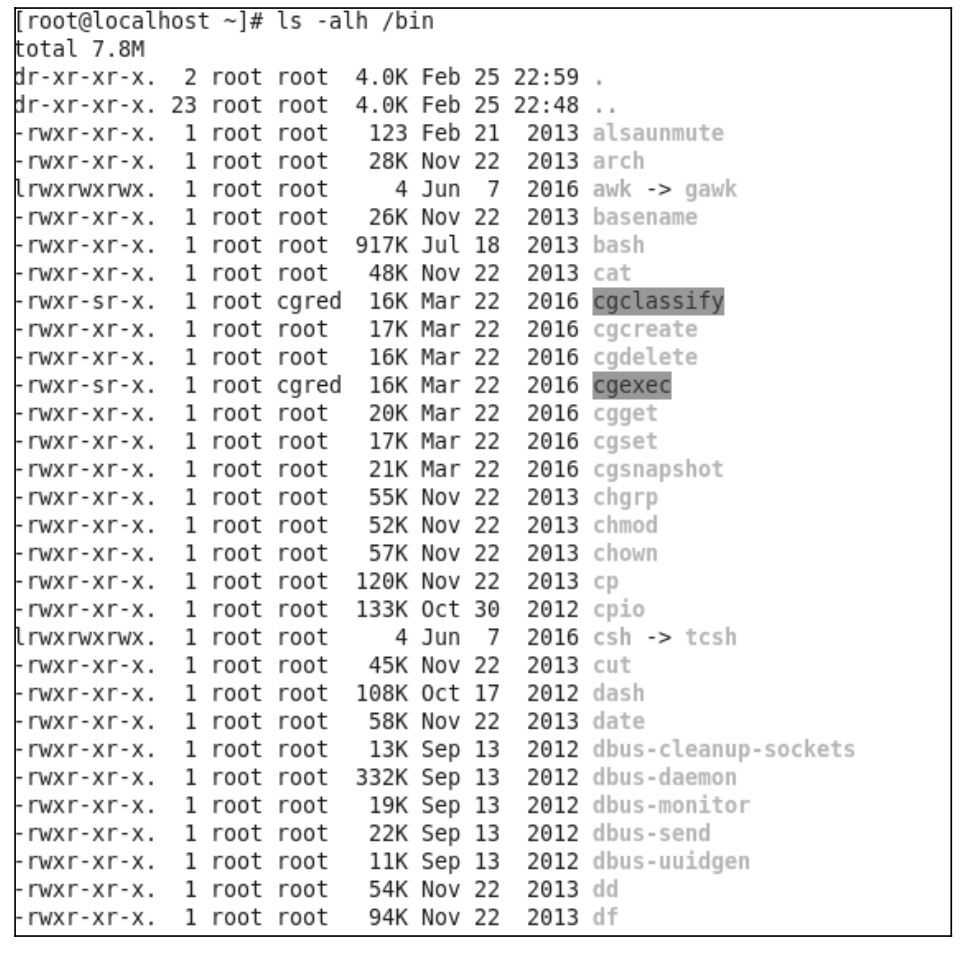 [root@localhost ~]# ls -alh /bin
total 7.8M
dr-xr-xr-x.  2 root root  4.0K Feb 25 22:59 .
dr-xr-xr-x. 23 root root  4.0K Feb 25 22:48 ..
-rwxr-xr-x.  1 root root   123 Feb 21  2013 alsaunmute
-rwxr-xr-x.  1 root root   28K Nov 22  2013 arch
lrwxrwxrwx.  1 root root     4 Jun  7  2016 awk -> gawk
-rwxr-xr-x.  1 root root   26K Nov 22  2013 basename
-rwxr-xr-x.  1 root root  917K Jul 18  2013 bash
-rwxr-xr-x.  1 root root   48K Nov 22  2013 cat
-rwxr-sr-x.  1 root cgred  16K Mar 22  2016 cgclassify
-rwxr-xr-x.  1 root root   17K Mar 22  2016 cgcreate
-rwxr-xr-x.  1 root root   16K Mar 22  2016 cgdelete
-rwxr-sr-x.  1 root cgred  16K Mar 22  2016 cgexec
-rwxr-xr-x.  1 root root   20K Mar 22  2016 cgget
-rwxr-xr-x.  1 root root   17K Mar 22  2016 cgset
-rwxr-xr-x.  1 root root   21K Mar 22  2016 cgsnapshot
-rwxr-xr-x.  1 root root   55K Nov 22  2013 chgrp
-rwxr-xr-x.  1 root root   52K Nov 22  2013 chmod
-rwxr-xr-x.  1 root root   57K Nov 22  2013 chown
-rwxr-xr-x.  1 root root  120K Nov 22  2013 cp
-rwxr-xr-x.  1 root root  133K Oct 30  2012 cpio
lrwxrwxrwx.  1 root root     4 Jun  7  2016 csh -> tcsh
-rwxr-xr-x.  1 root root   45K Nov 22  2013 cut
-rwxr-xr-x.  1 root root  108K Oct 17  2012 dash
-rwxr-xr-x.  1 root root   58K Nov 22  2013 date
-rwxr-xr-x.  1 root root   13K Sep 13  2012 dbus-cleanup-sockets
-rwxr-xr-x.  1 root root  332K Sep 13  2012 dbus-daemon
-rwxr-xr-x.  1 root root   19K Sep 13  2012 dbus-monitor
-rwxr-xr-x.  1 root root   22K Sep 13  2012 dbus-send
-rwxr-xr-x.  1 root root   11K Sep 13  2012 dbus-uuidgen
-rwxr-xr-x.  1 root root   54K Nov 22  2013 dd
-rwxr-xr-x.  1 root root   94K Nov 22  2013 df